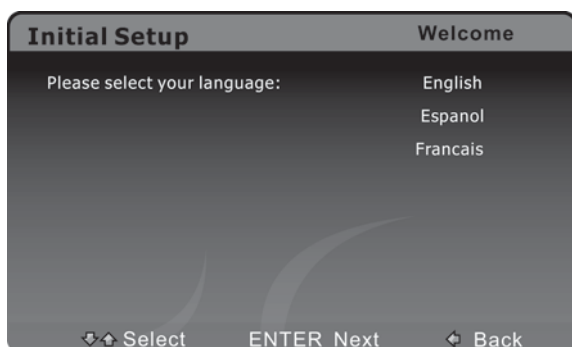 Initial Setup Welcome
Please select your language: English
Espanol
Francais
Select ENTER Next Back